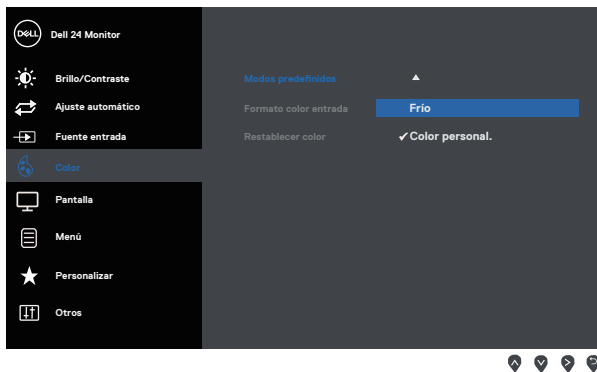 DELL Dell 24 Monitor
Brillo/Contraste
Modos predefinidos
Ajuste automático
Formato color entrada
Frío
Fuente entrada
Restablecer color
✔Color personal.
Color
Pantalla
Menú
Personalizar
Otros